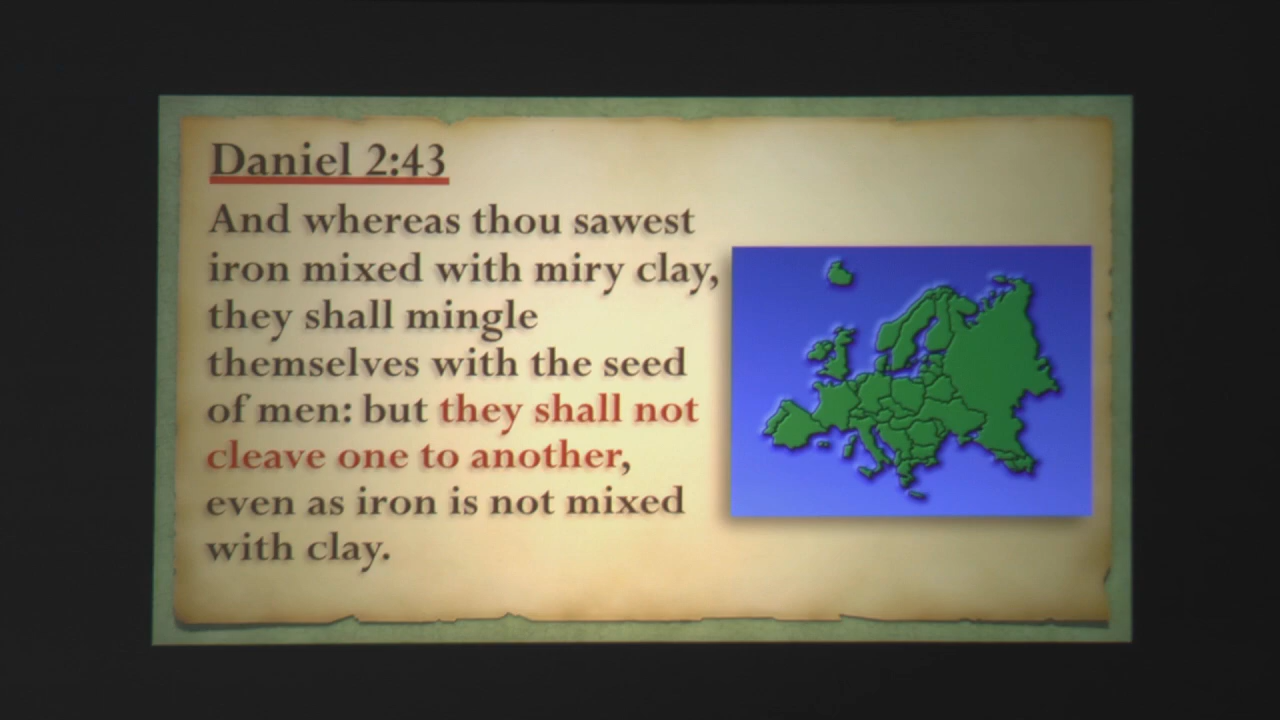 Daniel 2:43
And whereas thou sawest
iron mixed with miry clay,
they shall mingle
themselves with the seed
of men: but they shall not
cleave one to another,
even as iron is not mixed
with clay.